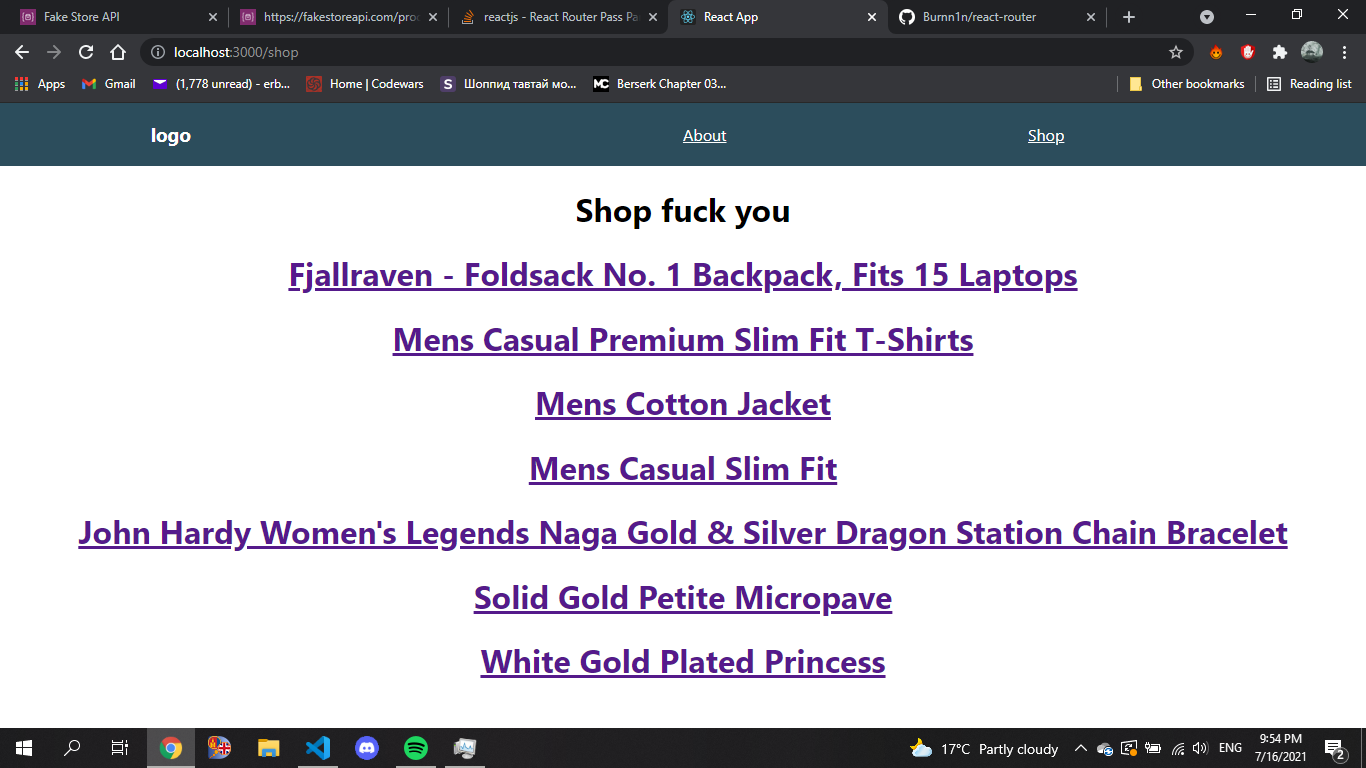 Fake Store API
https://fakestoreapi.com/proc
reactjs - React Router Pass Pa
React App
Burnn1n/react-router
localhost:3000/shop
Apps
Gmail
(1,778 unread) - erb...
Home | Codewars
Шоппид тавтай мо...
Berserk Chapter 03...
Other bookmarks
Reading list
logo
About
Shop
Shop fuck you
Fjallraven - Foldsack No. 1 Backpack, Fits 15 Laptops
Mens Casual Premium Slim Fit T-Shirts
Mens Cotton Jacket
Mens Casual Slim Fit
John Hardy Women's Legends Naga Gold & Silver Dragon Station Chain Bracelet
Solid Gold Petite Micropave
White Gold Plated Princess
17°C Partly cloudy
ENG
9:54 PM
7/16/2021
2